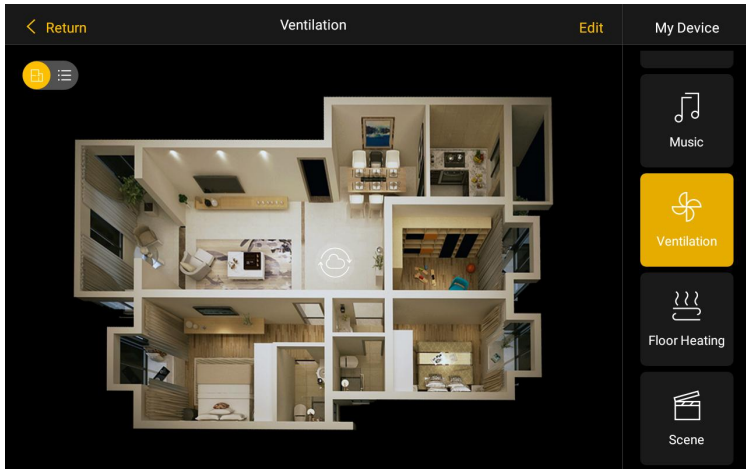 Return
Ventilation
Edit
My Device
Music
Ventilation
Floor Heating
Scene